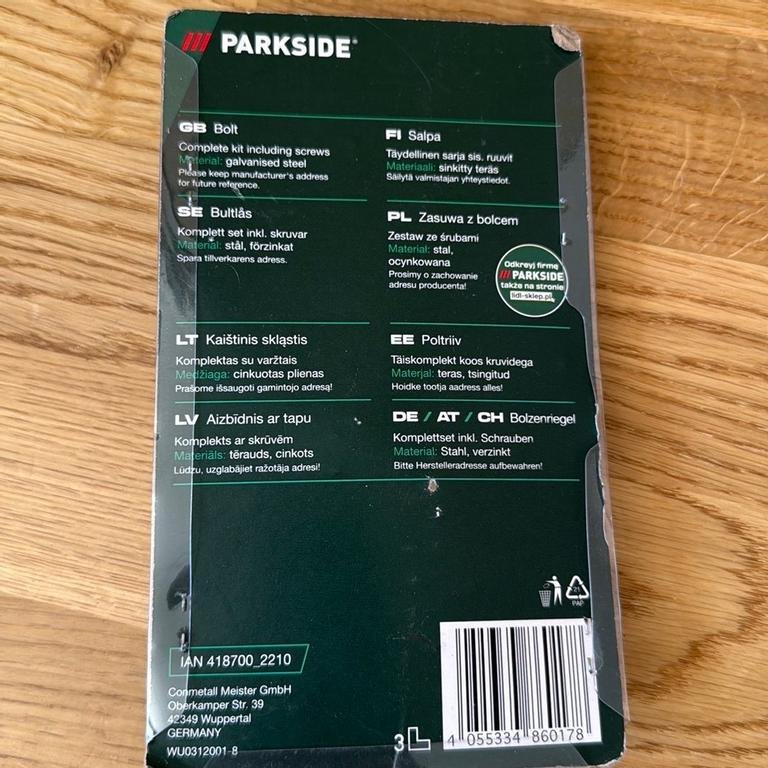 PARKSIDE®
GB Bolt
Complete kit including screws
Material: galvanised steel
Please keep manufacturer's address
for future reference.
FI Salpa
Täydellinen sarja sis. ruuvit
Materiaali: sinkitty teräs
Säilytä valmistajan yhteystiedot.
SE Bultlås
Komplett set inkl. skruvar
Material: stål, förzinkat
Spara tillverkarens adress.
PL Zasuwa z bolcem
Zestaw ze śrubami
Materiał: stal,
ocynkowana
Prosimy o zachowanie
adresu producenta!
Odkryj firmę
PARKSIDE
także na stronie
lidl-sklep.pl
LT Kaištinis skląstis
Komplektas su varžtais
Medžiaga: cinkuotas plienas
Prašome išsaugoti gamintojo adresą!
EE Poltriiv
Täiskomplekt koos kruvidega
Materjal: teras, tsingitud
Hoidke tootja aadress alles!
LV Aizbīdnis ar tapu
Komplekts ar skrūvēm
Materiāls: tērauds, cinkots
Lūdzu, uzglabājiet ražotāja adresi!
DE / AT / CH Bolzenriegel
Komplettset inkl. Schrauben
Material: Stahl, verzinkt
Bitte Herstelleradresse aufbewahren!
21
PAP
IAN 418700_2210
Conmetall Meister GmbH
Oberkamper Str. 39
42349 Wuppertal
GERMANY
WU0312001-8
3L
4 055334 860178